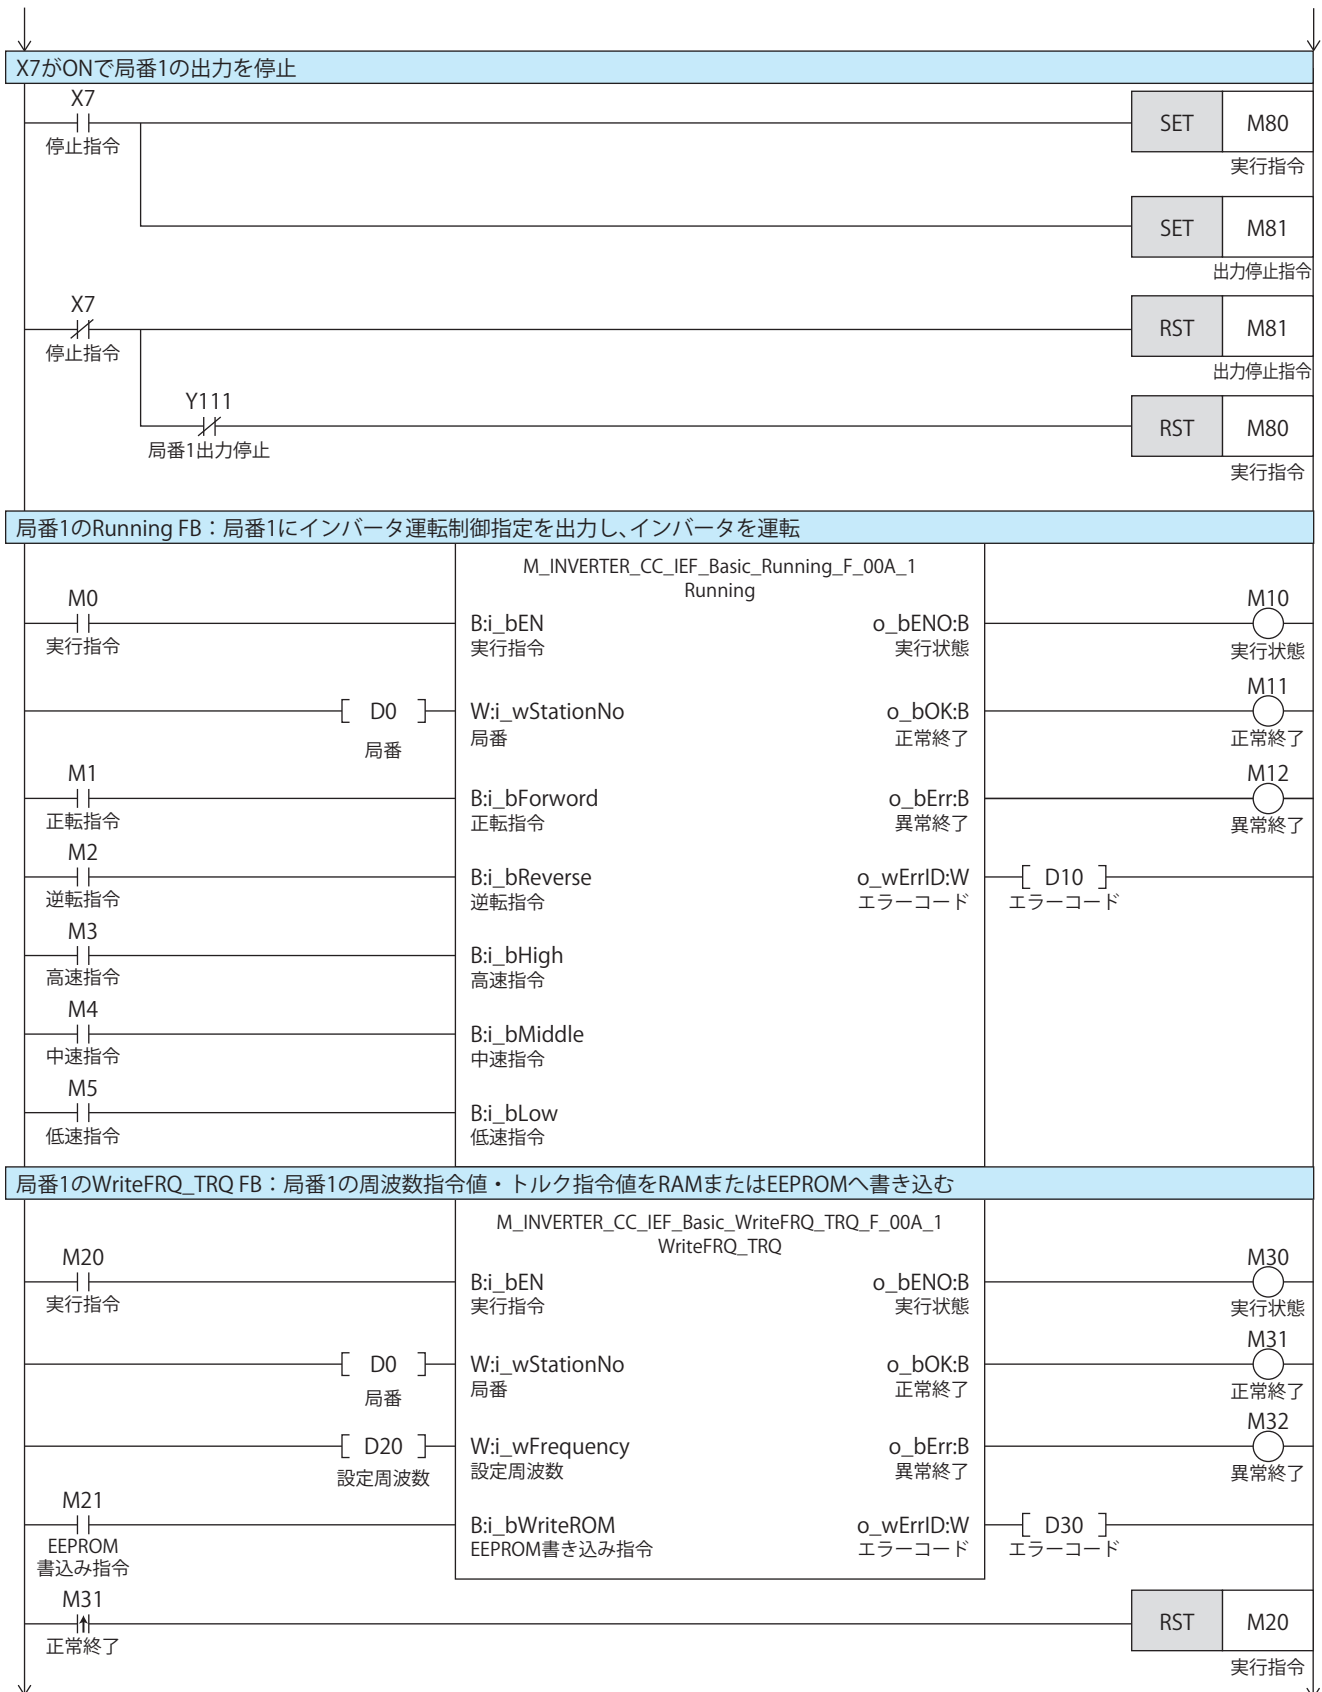 X7がONで局番1の出力を停止
X7
停止指令
SET M80
実行指令
SET M81
出力停止指令
X7
停止指令
RST M81
出力停止指令
Y111
局番1出力停止
RST M80
実行指令
局番1のRunning FB：局番1にインバータ運転制御指定を出力し、インバータを運転
M_INVERTER_CC_IEF_Basic_Running_F_00A_1
Running
M0 M10
B:i_bEN o_bENO:B
実行指令 実行指令 実行状態 実行状態
M11
D0 W:i_wStationNo o_bOK:B
局番 局番 正常終了 正常終了
M1 M12
B:i_bForword o_bErr:B
正転指令 正転指令 異常終了 異常終了
M2
B:i_bReverse o_wErrID:W D10
逆転指令 逆転指令 エラーコード エラーコード
M3
B:i_bHigh
高速指令 高速指令
M4
B:i_bMiddle
中速指令 中速指令
M5
B:i_bLow
低速指令 低速指令
局番1のWriteFRQ_TRQ FB：局番1の周波数指令値・トルク指令値をRAMまたはEEPROMへ書き込む
M_INVERTER_CC_IEF_Basic_WriteFRQ_TRQ_F_00A_1
WriteFRQ_TRQ
M20 M30
B:i_bEN o_bENO:B
実行指令 実行指令 実行状態 実行状態
M31
D0 W:i_wStationNo o_bOK:B
局番 局番 正常終了 正常終了
M32
D20 W:i_wFrequency o_bErr:B
設定周波数 設定周波数 異常終了 異常終了
M21
B:i_bWriteROM o_wErrID:W D30
EEPROM EEPROM書き込み指令 エラーコード エラーコード
書込み指令
M31
正常終了
RST M20
実行指令